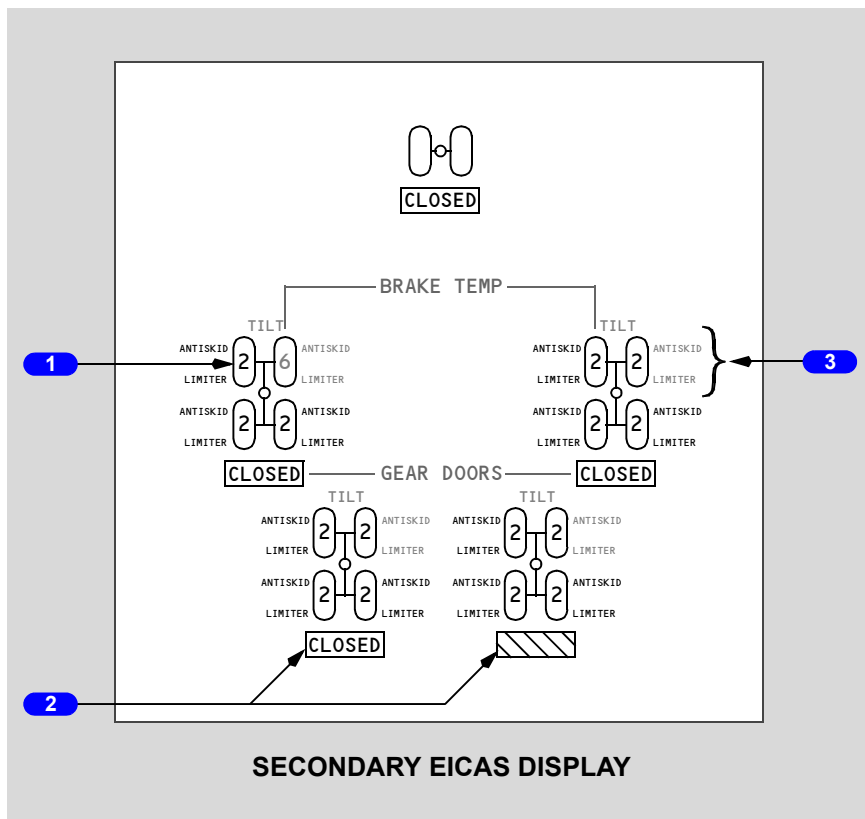 CLOSED
BRAKE TEMP
TILT TILT
ANTISKID 2 6 ANTISKID ANTISKID 2 2 ANTISKID
1 3
LIMITER LIMITER LIMITER LIMITER
ANTISKID 2 2 ANTISKID ANTISKID 2 2 ANTISKID
LIMITER LIMITER LIMITER LIMITER
CLOSED GEAR DOORS CLOSED
TILT TILT
ANTISKID 2 2 ANTISKID ANTISKID 2 2 ANTISKID
LIMITER LIMITER LIMITER LIMITER
ANTISKID 2 2 ANTISKID ANTISKID 2 2 ANTISKID
LIMITER LIMITER LIMITER LIMITER
CLOSED
2
SECONDARY EICAS DISPLAY